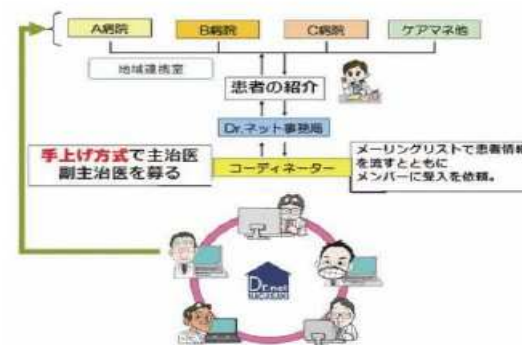 A病院
B病院
C病院
ケアマネ他
地域連携室
患者の紹介
Dr.ネット事務局
手上げ方式で主治医
副主治医を募る
コーディネーター
メーリングリストで患者情報
を流すとともに
メンバーに受入を依頼。
Dr.net